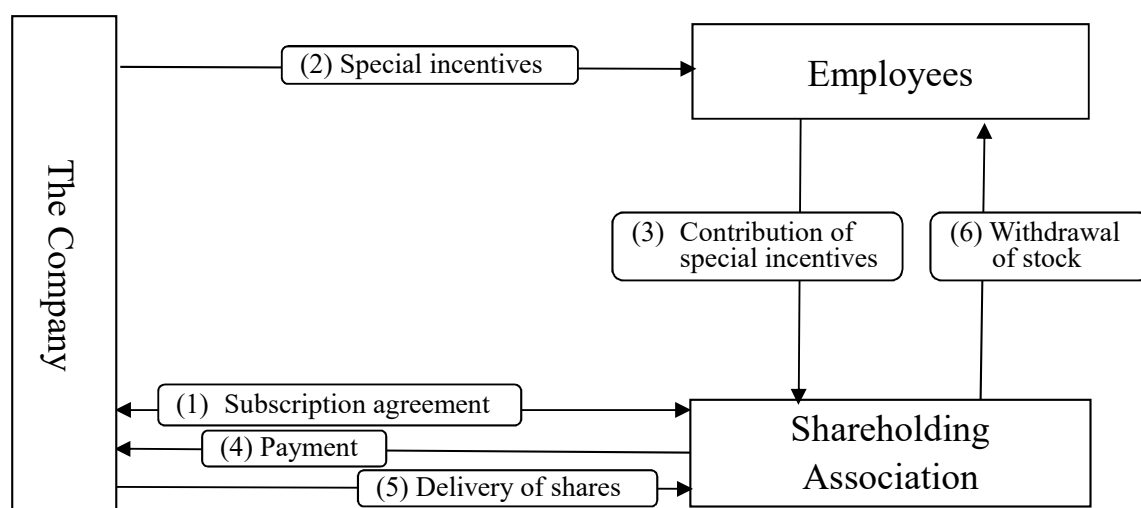 The Company
(2) Special incentives
Employees
(3) Contribution of
special incentives
(6) Withdrawal
of stock
(1) Subscription agreement
(4) Payment
(5) Delivery of shares
Shareholding
Association